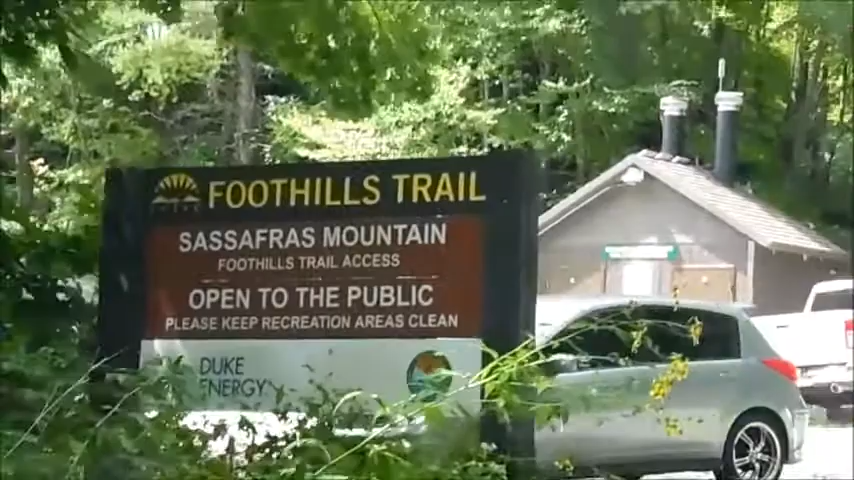 FOOTHILLS TRAIL
SASSAFRAS MOUNTAIN
FOOTHILLS TRAIL ACCESS
OPEN TO THE PUBLIC
PLEASE KEEP RECREATION AREAS CLEAN
DUKE
ENERGY